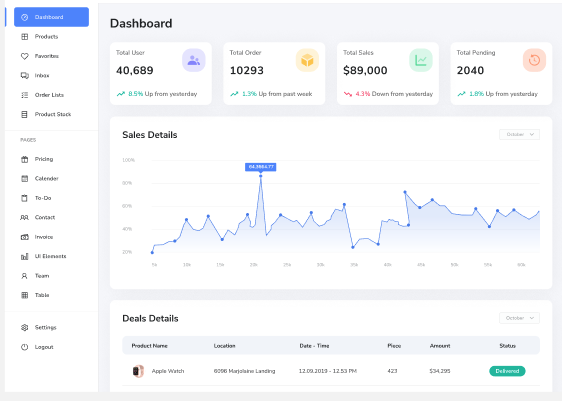 Dashboard
Products
Favorites
Inbox
Order Lists
Product Stock
PAGES
Pricing
Calender
To-Do
Contact
Invoice
UI Elements
Team
Table
Settings
Logout
Dashboard
Total User
40,689
8.5% Up from yesterday
Total Order
10293
1.3% Up from past week
Total Sales
$89,000
4.3% Down from yesterday
Total Pending
2040
1.8% Up from yesterday
Sales Details
October
100%
80%
60%
40%
20%
64,3664.77
5k 10k 15k 20k 25k 30k 35k 40k 45k 50k 55k 60k
Deals Details
October
Product Name Location Date - Time Piece Amount Status
Apple Watch 6096 Marjolaine Landing 12.09.2019 - 12.53 PM 423 $34,295 Delivered